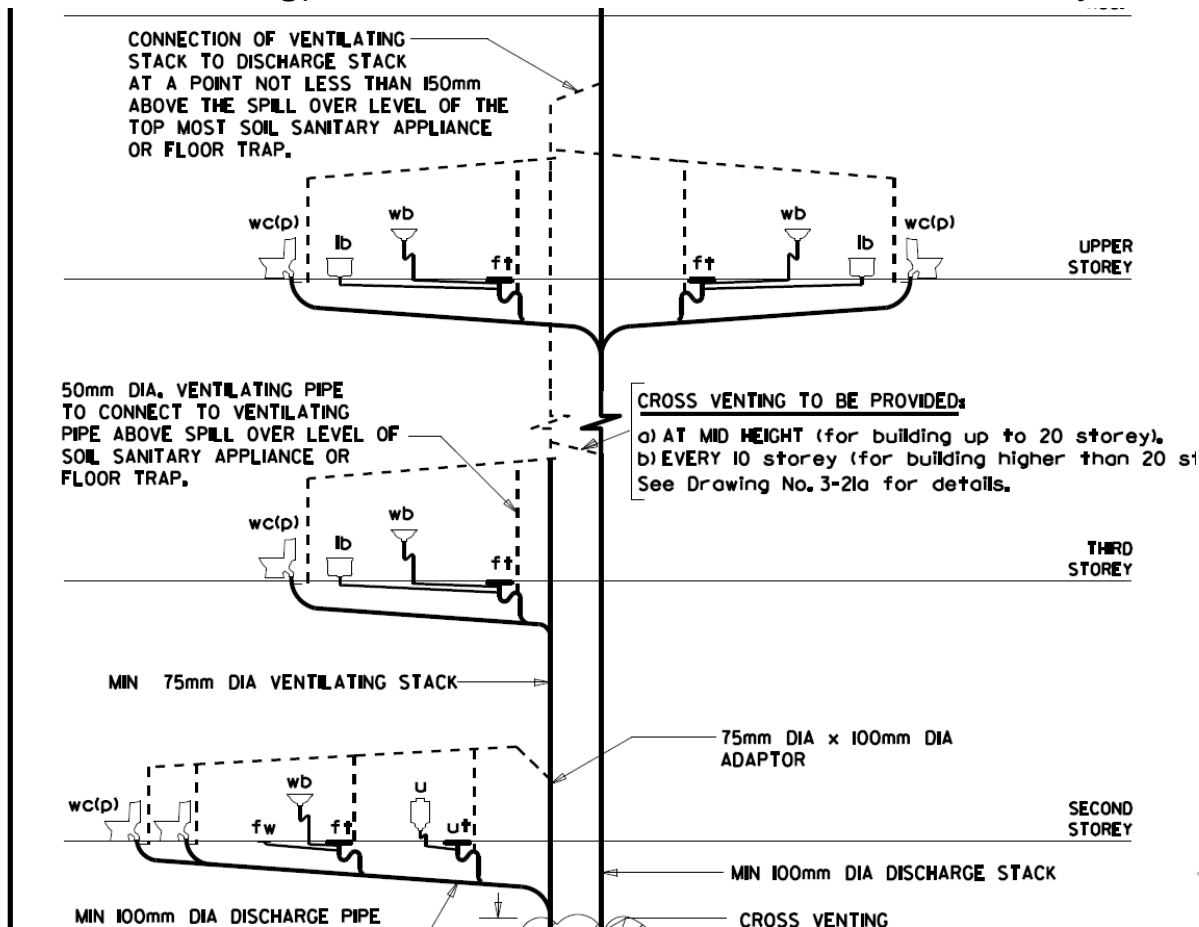 CONNECTION OF VENTILATING
STACK TO DISCHARGE STACK
AT A POINT NOT LESS THAN 150mm
ABOVE THE SPILL OVER LEVEL OF THE
TOP MOST SOIL SANITARY APPLIANCE
OR FLOOR TRAP.
wc(p)
lb
wb
ft
ft
wb
lb
wc(p)
UPPER
STOREY
50mm DIA. VENTILATING PIPE
TO CONNECT TO VENTILATING
PIPE ABOVE SPILL OVER LEVEL OF
SOIL SANITARY APPLIANCE OR
FLOOR TRAP.
CROSS VENTING TO BE PROVIDED:
a) AT MID HEIGHT (for building up to 20 storey).
b) EVERY 10 storey (for building higher than 20 st
See Drawing No. 3-21a for details.
wc(p)
lb
wb
ft
THIRD
STOREY
MIN 75mm DIA VENTILATING STACK
75mm DIA x 100mm DIA
ADAPTOR
wc(p)
fw
wb
ft
u
ut
SECOND
STOREY
MIN 100mm DIA DISCHARGE STACK
MIN 100mm DIA DISCHARGE PIPE
CROSS VENTING